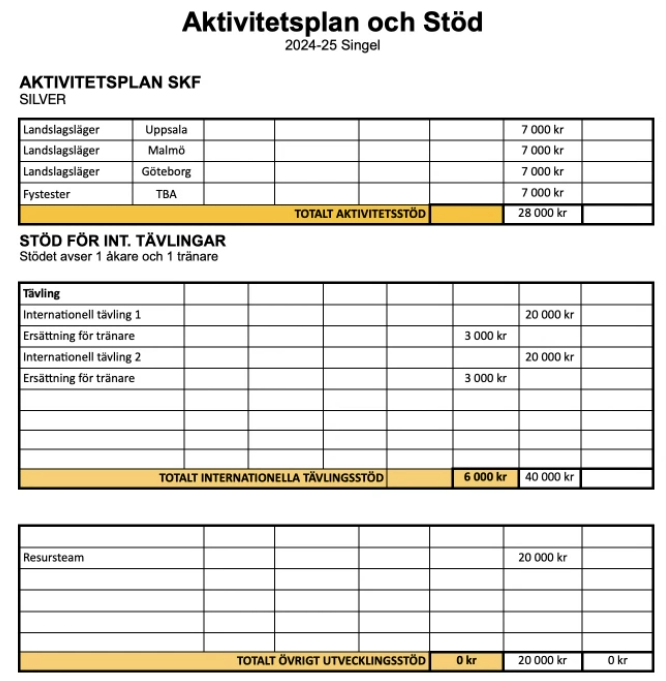 Aktivitetsplan och Stöd
2024-25 Singel
AKTIVITETSPLAN SKF
SILVER
Landslagsläger Uppsala 7 000 kr
Landslagsläger Malmö 7 000 kr
Landslagsläger Göteborg 7 000 kr
Fystester TBA 7 000 kr
TOTALT AKTIVITETSSTÖD 28 000 kr
STÖD FÖR INT. TÄVLINGAR
Stödet avser 1 åkare och 1 tränare
Tävling
Internationell tävling 1 20 000 kr
Ersättning för tränare 3 000 kr
Internationell tävling 2 20 000 kr
Ersättning för tränare 3 000 kr
TOTALT INTERNATIONELLA TÄVLINGSSTÖD 6 000 kr 40 000 kr
Resursteam 20 000 kr
TOTALT ÖVRIGT UTVECKLINGSSTÖD 0 kr 20 000 kr 0 kr